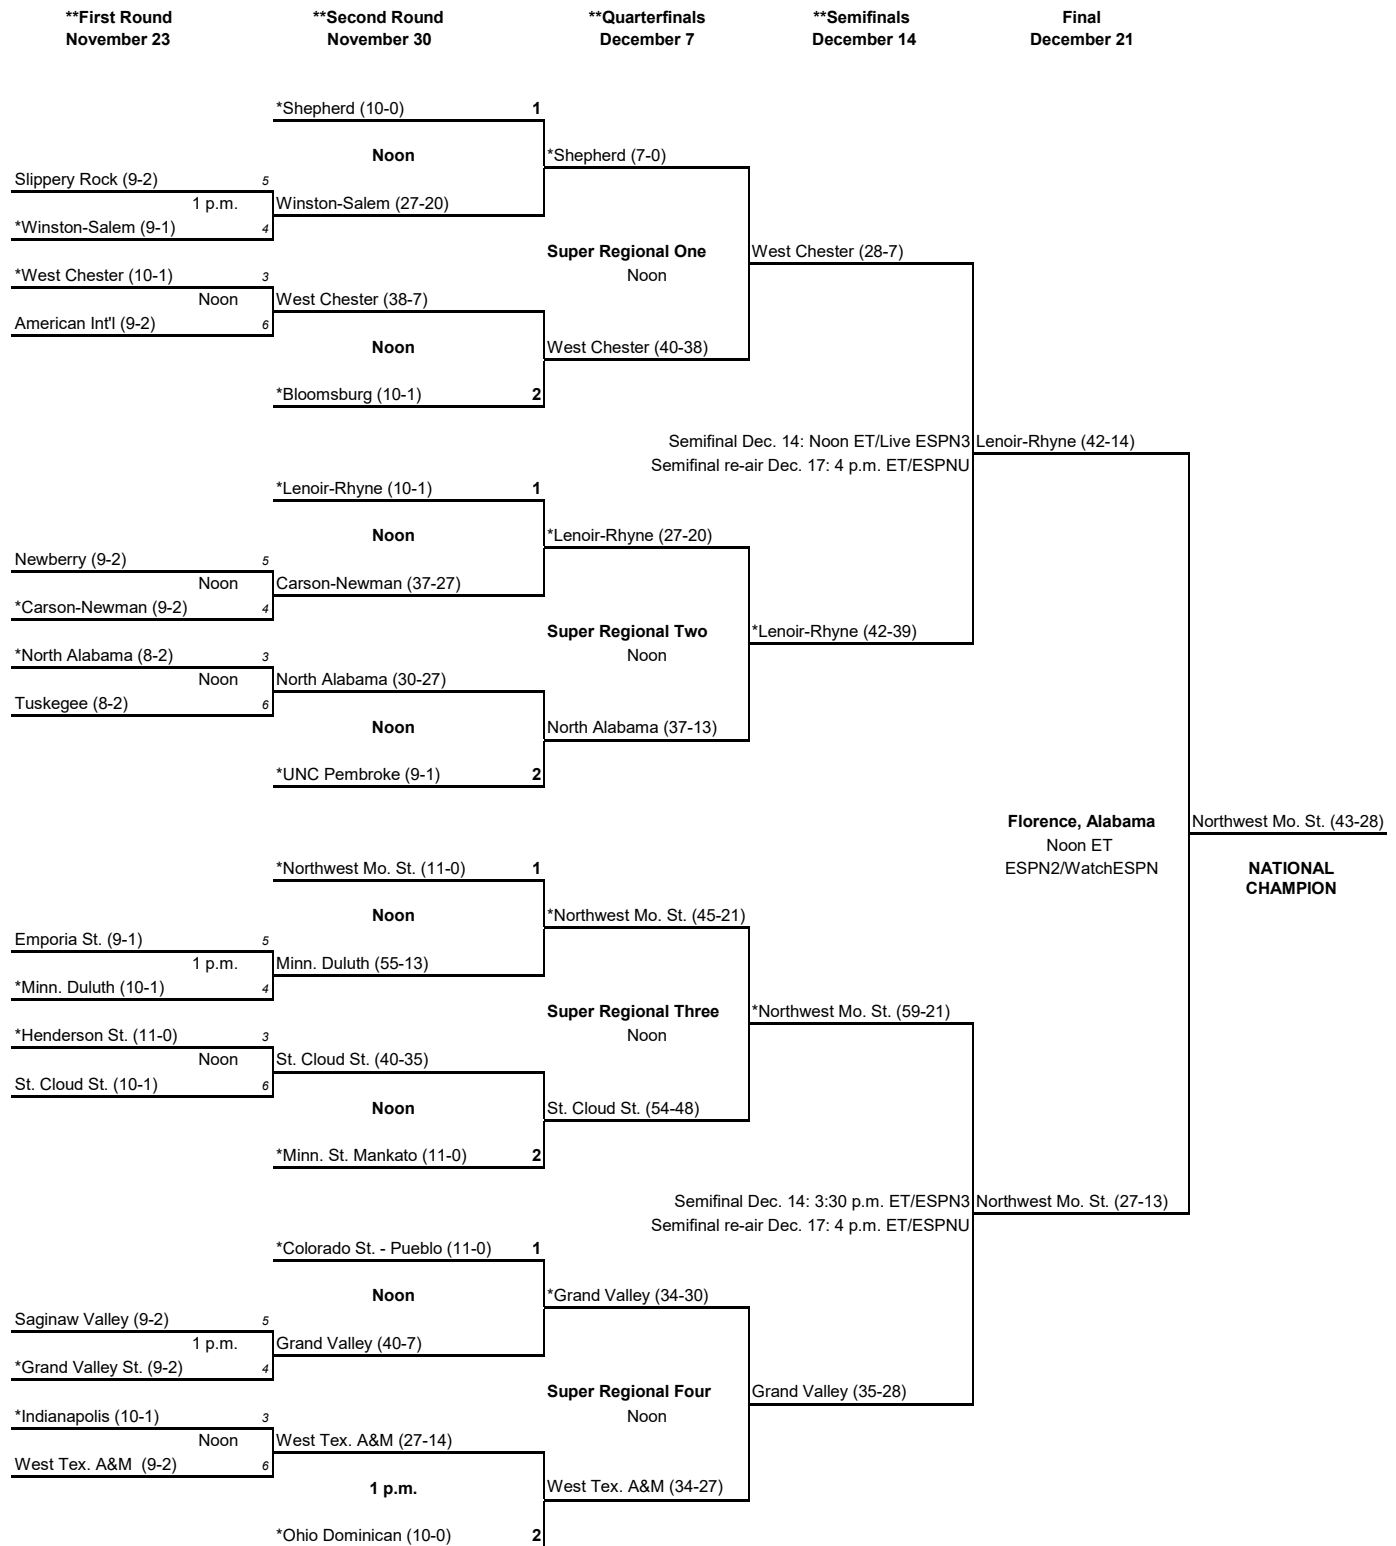 **First Round
November 23
**Second Round
November 30
**Quarterfinals
December 7
**Semifinals
December 14
Final
December 21
*Shepherd (10-0) 1
Noon
*Shepherd (7-0)
Slippery Rock (9-2) 5
1 p.m.
Winston-Salem (27-20)
*Winston-Salem (9-1) 4
Super Regional One
Noon
West Chester (28-7)
*West Chester (10-1) 3
Noon
West Chester (38-7)
American Int'l (9-2) 6
Noon
West Chester (40-38)
*Bloomsburg (10-1) 2
Semifinal Dec. 14: Noon ET/Live ESPN3
Semifinal re-air Dec. 17: 4 p.m. ET/ESPNU
Lenoir-Rhyne (42-14)
*Lenoir-Rhyne (10-1) 1
Noon
*Lenoir-Rhyne (27-20)
Newberry (9-2) 5
Noon
Carson-Newman (37-27)
*Carson-Newman (9-2) 4
Super Regional Two
Noon
*Lenoir-Rhyne (42-39)
*North Alabama (8-2) 3
Noon
North Alabama (30-27)
Tuskegee (8-2) 6
Noon
North Alabama (37-13)
*UNC Pembroke (9-1) 2
Florence, Alabama
Noon ET
ESPN2/WatchESPN
Northwest Mo. St. (43-28)
NATIONAL
CHAMPION
*Northwest Mo. St. (11-0) 1
Noon
*Northwest Mo. St. (45-21)
Emporia St. (9-1) 5
1 p.m.
Minn. Duluth (55-13)
*Minn. Duluth (10-1) 4
Super Regional Three
Noon
*Northwest Mo. St. (59-21)
*Henderson St. (11-0) 3
Noon
St. Cloud St. (40-35)
St. Cloud St. (10-1) 6
Noon
St. Cloud St. (54-48)
*Minn. St. Mankato (11-0) 2
Semifinal Dec. 14: 3:30 p.m. ET/ESPN3
Semifinal re-air Dec. 17: 4 p.m. ET/ESPNU
Northwest Mo. St. (27-13)
*Colorado St. - Pueblo (11-0) 1
Noon
*Grand Valley (34-30)
Saginaw Valley (9-2) 5
1 p.m.
Grand Valley (40-7)
*Grand Valley St. (9-2) 4
Super Regional Four
Noon
Grand Valley (35-28)
*Indianapolis (10-1) 3
Noon
West Tex. A&M (27-14)
West Tex. A&M (9-2) 6
1 p.m.
West Tex. A&M (34-27)
*Ohio Dominican (10-0) 2